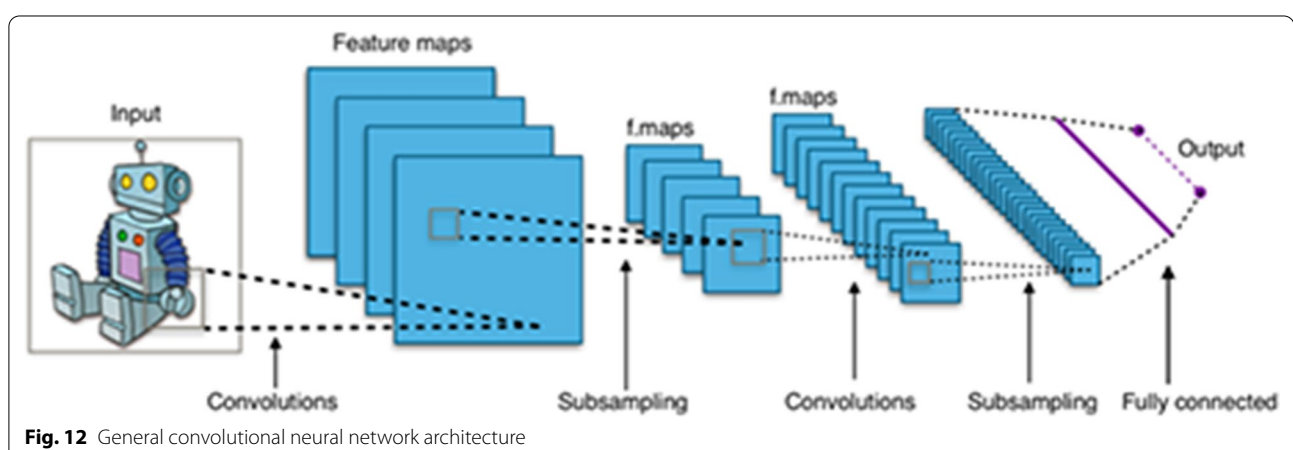 Feature maps
Input
f.maps
f.maps
Output
Convolutions
Subsampling
Convolutions
Subsampling
Fully connected
Fig. 12 General convolutional neural network architecture